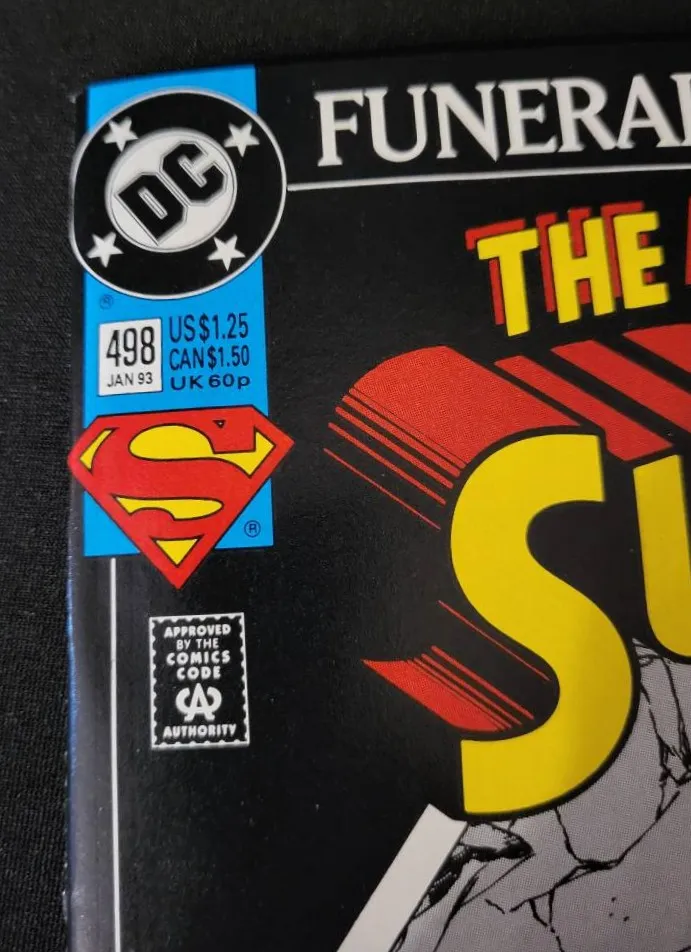 FUNERAL
DC
®
THE
498
JAN 93
US $1.25
CAN $1.50
UK 60p
S
®
SU
APPROVED
BY THE
COMICS
CODE
CA
AUTHORITY